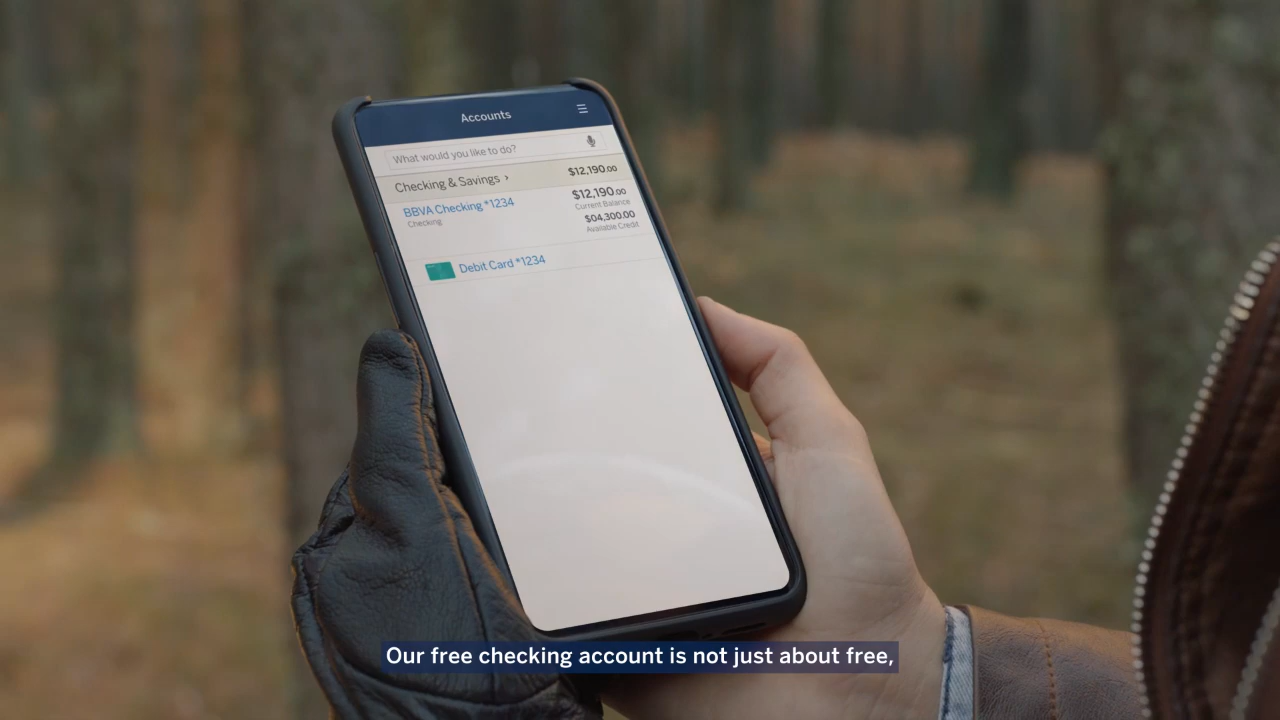 Accounts
What would you like to do?
Checking & Savings › $12,190.00
BBVA Checking *1234 $12,190.00
Checking Current Balance
$04,300.00
Available Credit
Debit Card *1234
Our free checking account is not just about free,